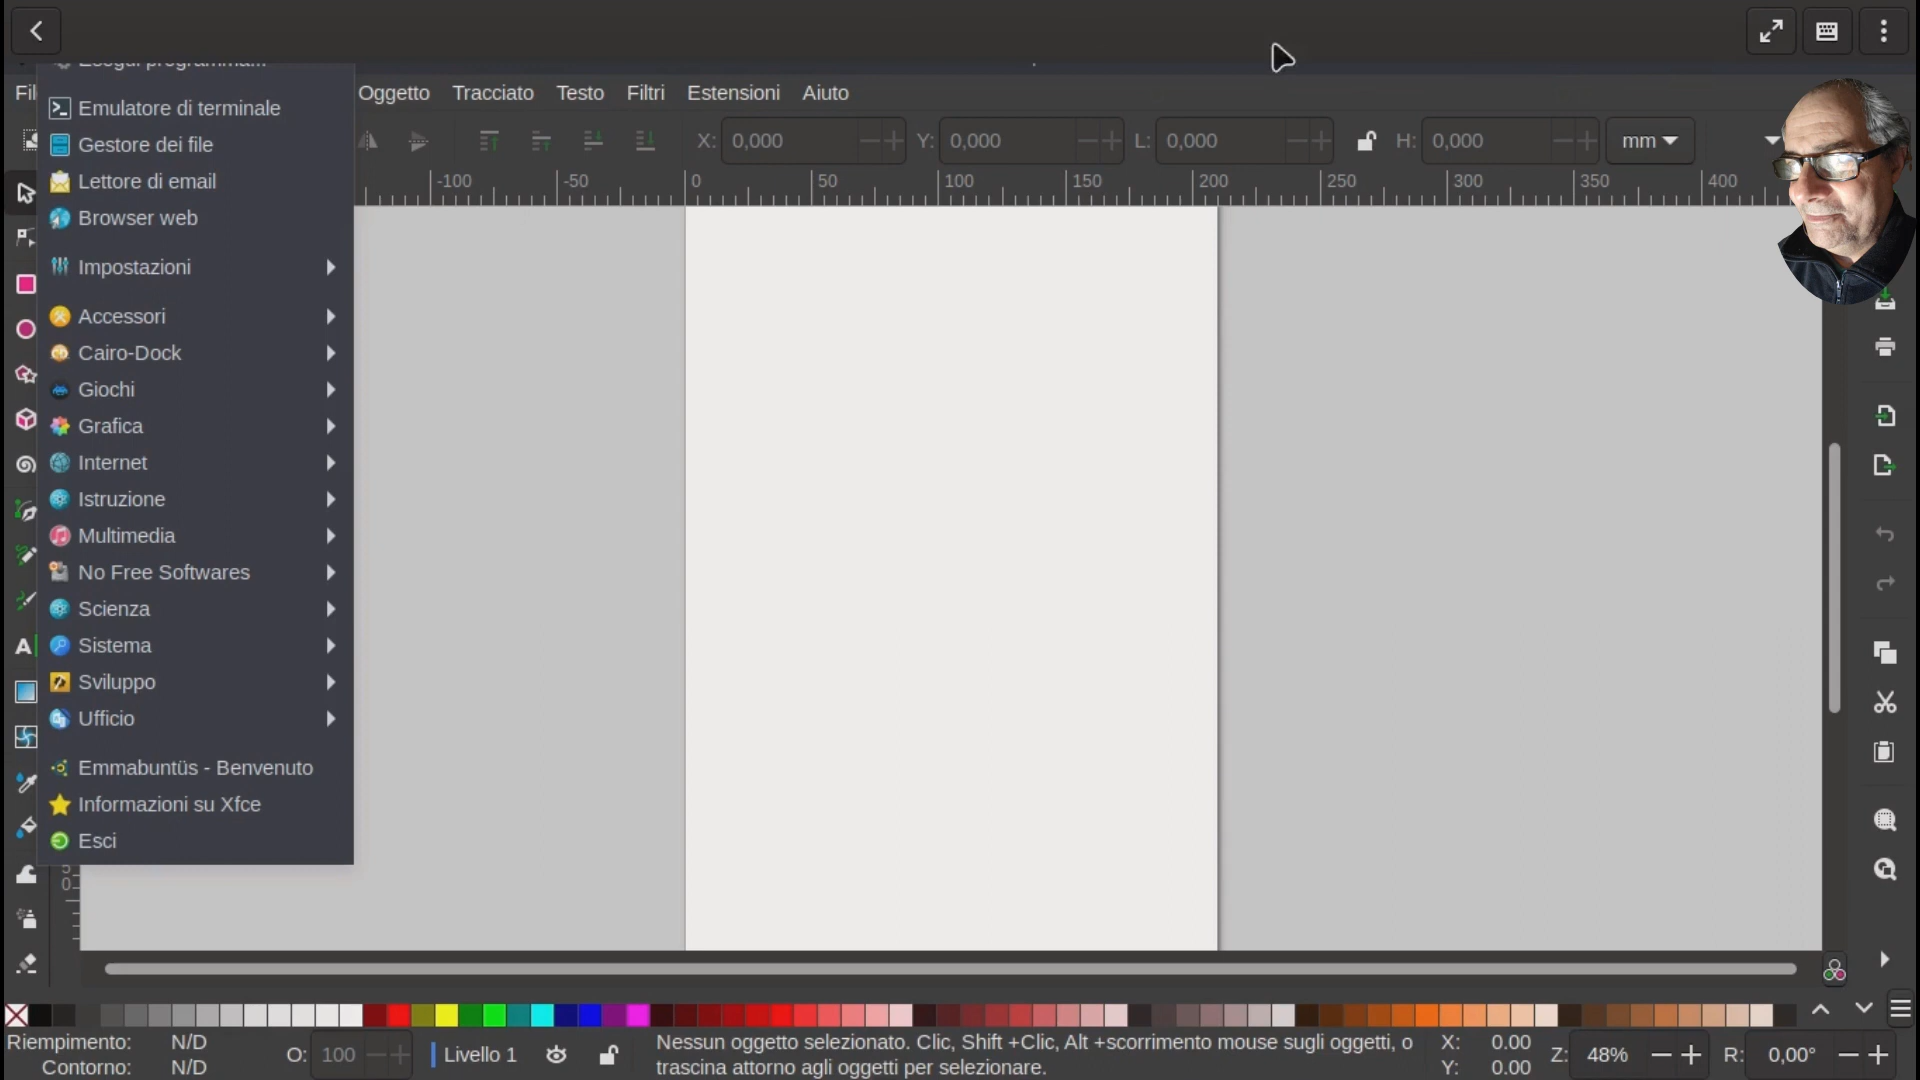 Esegui programma...
Fil
Oggetto Tracciato Testo Filtri Estensioni Aiuto
Emulatore di terminale
X: 0,000 Y: 0,000 L: 0,000 H: 0,000 mm
Gestore dei file
Lettore di email
-100 -50 0 50 100 150 200 250 300 350 400
Browser web
Impostazioni
Accessori
Cairo-Dock
Giochi
Grafica
Internet
Istruzione
Multimedia
No Free Softwares
Scienza
Sistema
Sviluppo
Ufficio
Emmabuntüs - Benvenuto
Informazioni su Xfce
Esci
50
Riempimento: N/D
Contorno: N/D
O: 100
Livello 1
Nessun oggetto selezionato. Clic, Shift +Clic, Alt +scorrimento mouse sugli oggetti, o
trascina attorno agli oggetti per selezionare.
X: 0.00
Y: 0.00
Z: 48%
R: 0,00°